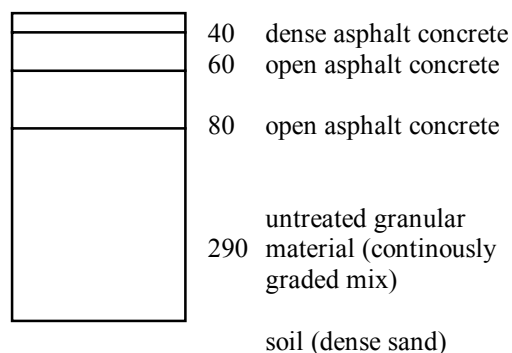 40 dense asphalt concrete
60 open asphalt concrete
80 open asphalt concrete
untreated granular
290 material (continously
graded mix)
soil (dense sand)